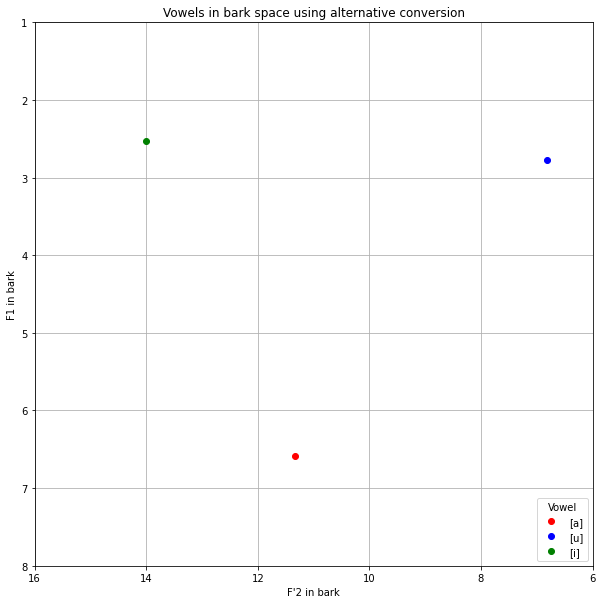 Vowels in bark space using alternative conversion
1
2
3
4
5
6
7
8
F1 in bark
16
14
12
10
8
6
F'2 in bark
Vowel
[a]
[u]
[i]